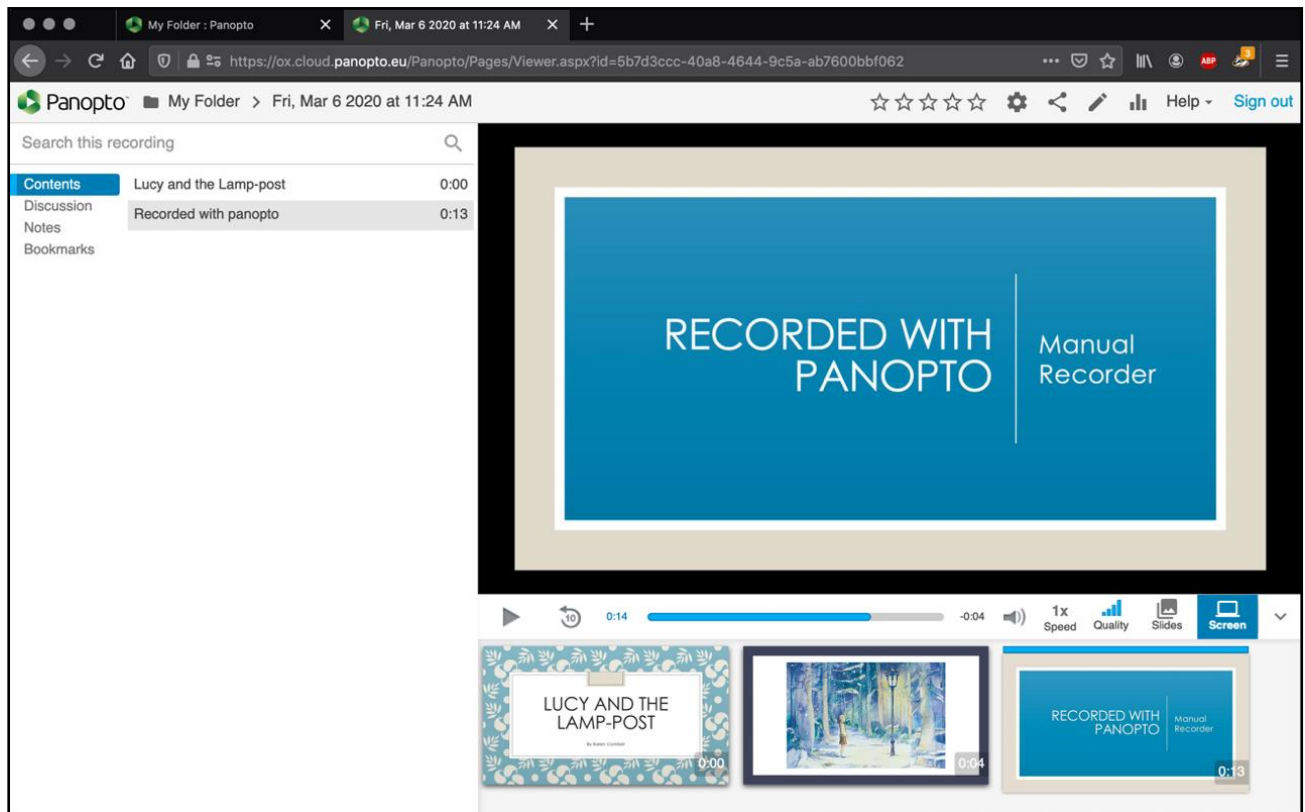 My Folder : Panopto
Fri, Mar 6 2020 at 11:24 AM
https://ox.cloud.panopto.eu/Panopto/Pages/Viewer.aspx?id=5b7d3ccc-40a8-4644-9c5a-ab7600bbf062
ABP
3
Panopto My Folder > Fri, Mar 6 2020 at 11:24 AM
Help
Sign out
Search this recording
Contents
Discussion
Notes
Bookmarks
Lucy and the Lamp-post 0:00
Recorded with panopto 0:13
RECORDED WITH
PANOPTO
Manual
Recorder
10
0:14
-0:04
1x
Speed
Quality
Slides
Screen
LUCY AND THE
LAMP-POST
0:00
0:04
RECORDED WITH
PANOPTO
Manual
Recorder
0:13